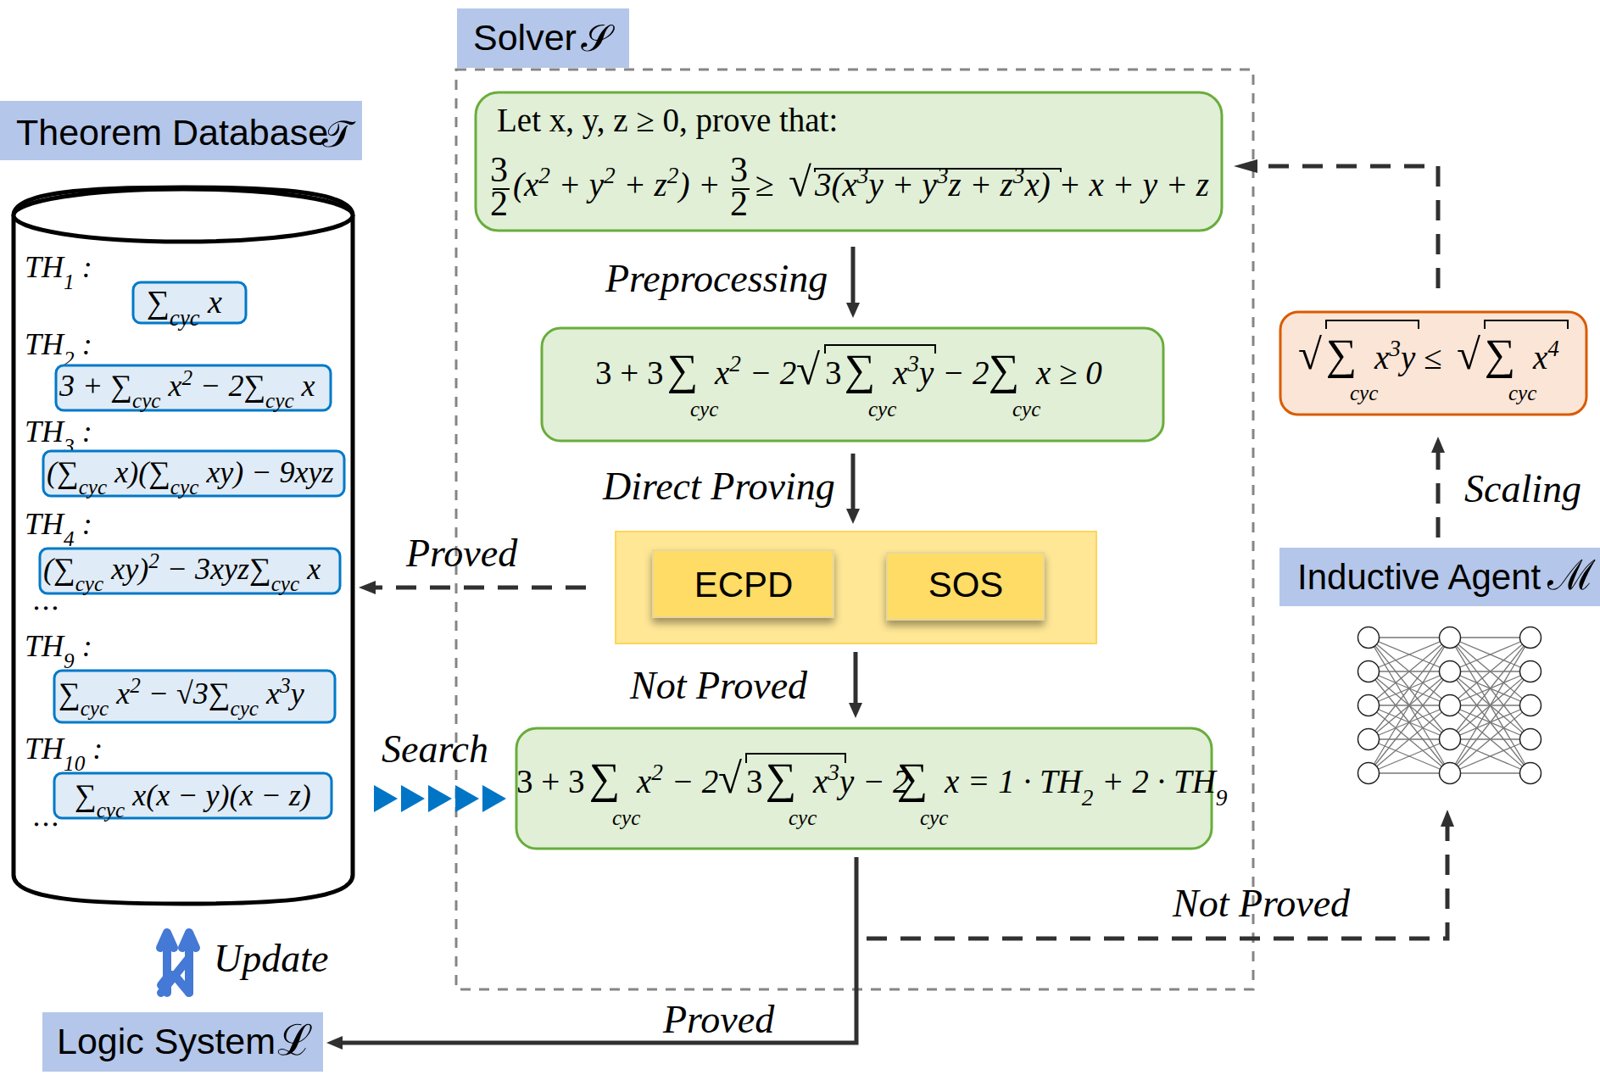 Solver 𝒮
Theorem Database 𝒯
Let x, y, z ≥ 0, prove that:
3/2 (x² + y² + z²) + 3/2 ≥ √3(x³y + y³z + z³x) + x + y + z
TH₁ :
∑cyc x
TH₂ :
3 + ∑cyc x² − 2∑cyc x
TH₃ :
(∑cyc x)(∑cyc xy) − 9xyz
TH₄ :
(∑cyc xy)² − 3xyz∑cyc x
...
TH₉ :
∑cyc x² − √3∑cyc x³y
TH₁₀ :
∑cyc x(x − y)(x − z)
...
Update
Logic System ℒ
Preprocessing
3 + 3∑cyc x² − 2√3∑cyc x³y − 2∑cyc x ≥ 0
Direct Proving
Proved
ECPD
SOS
Not Proved
Search
3 + 3∑cyc x² − 2√3∑cyc x³y − 2∑cyc x = 1 · TH₂ + 2 · TH₉
Not Proved
Proved
√∑cyc x³y ≤ √∑cyc x⁴
Scaling
Inductive Agent ℳ